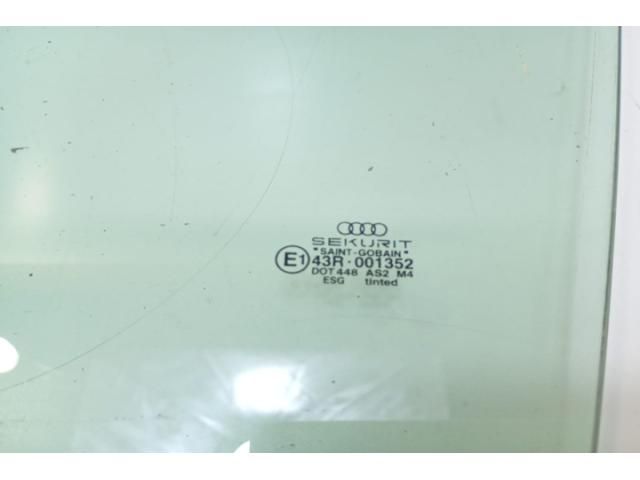 SEKURIT
"SAINT-GOBAIN"
E1 43R-001352
DOT 448 AS2 M4
ESG tinted